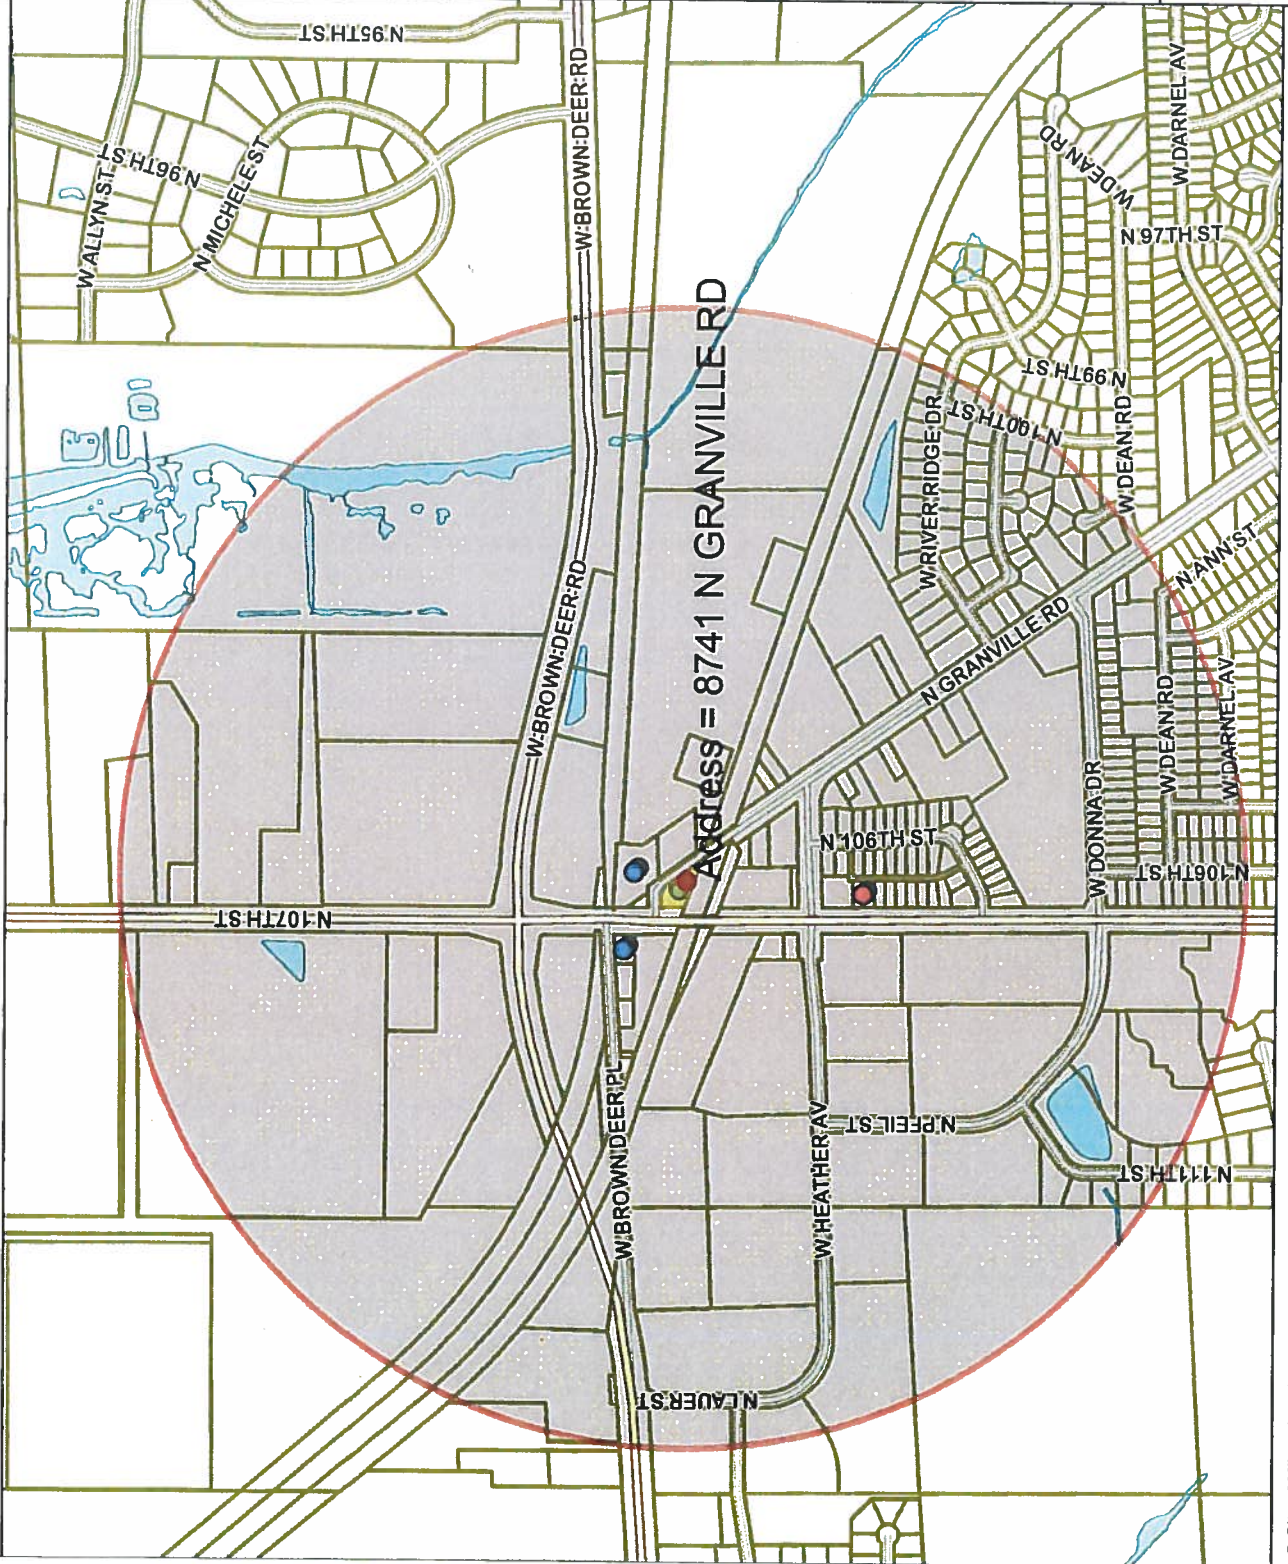 N 95TH ST
W BROWN DEER RD
W DARNEL AV
N 96TH ST
W ALLYN ST
N MICHELE ST
W BROWN DEER RD
W DEAN RD
N 97TH ST
Address = 8741 N GRANVILLE RD
N 99TH ST
N 100TH ST
W DEAN RD
W RIVER RIDGE DR
N ANN ST
W BROWN DEER RD
N GRANVILLE RD
W DEAN RD
W DARNEL AV
W DONNA DR
N 106TH ST
N 106TH ST
N 107TH ST
W BROWN DEER PL
W HEATHER AV
N PFEIL ST
N 111TH ST
N LAUER ST